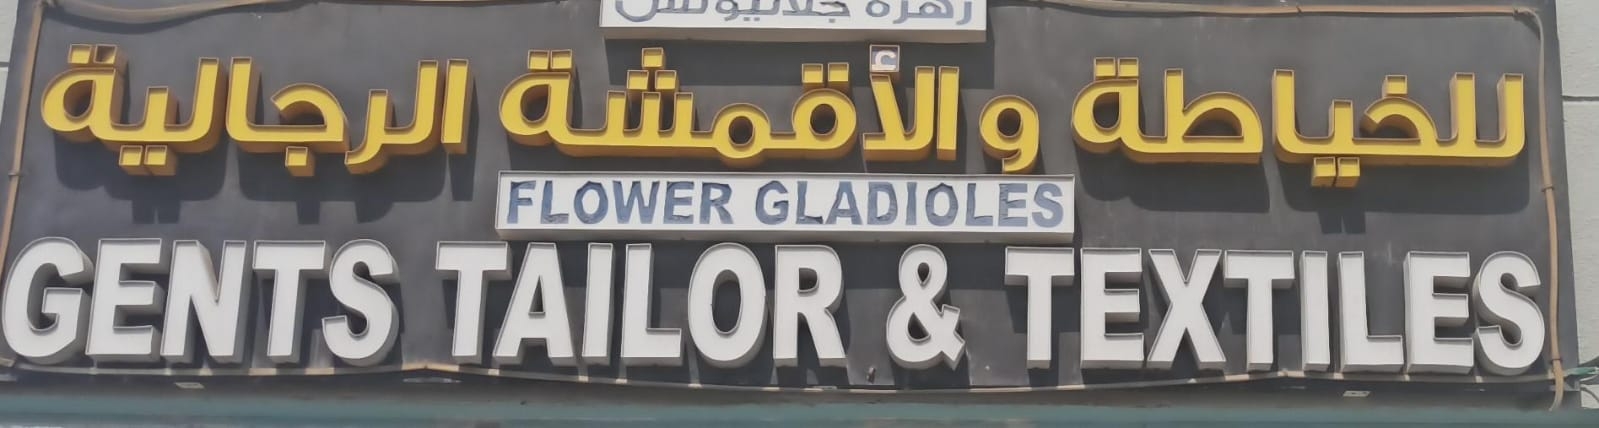 زهرة جلاديولس
للخياطة والأقمشة الرجالية
FLOWER GLADIOLES
GENTS TAILOR & TEXTILES